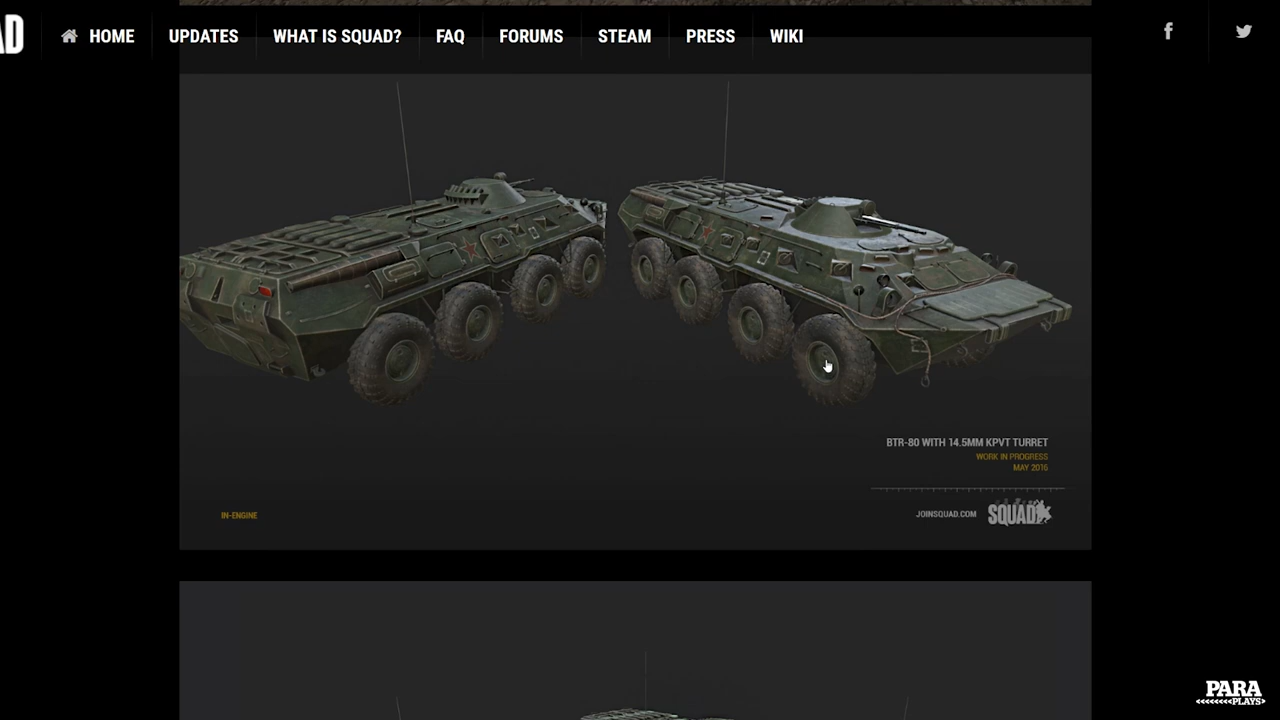 AD
HOME UPDATES WHAT IS SQUAD? FAQ FORUMS STEAM PRESS WIKI
BTR-80 WITH 14.5MM KPVT TURRET
WORK IN PROGRESS
MAY 2016
IN-ENGINE
JOINSQUAD.COM SQUAD
PARA
PLAYS